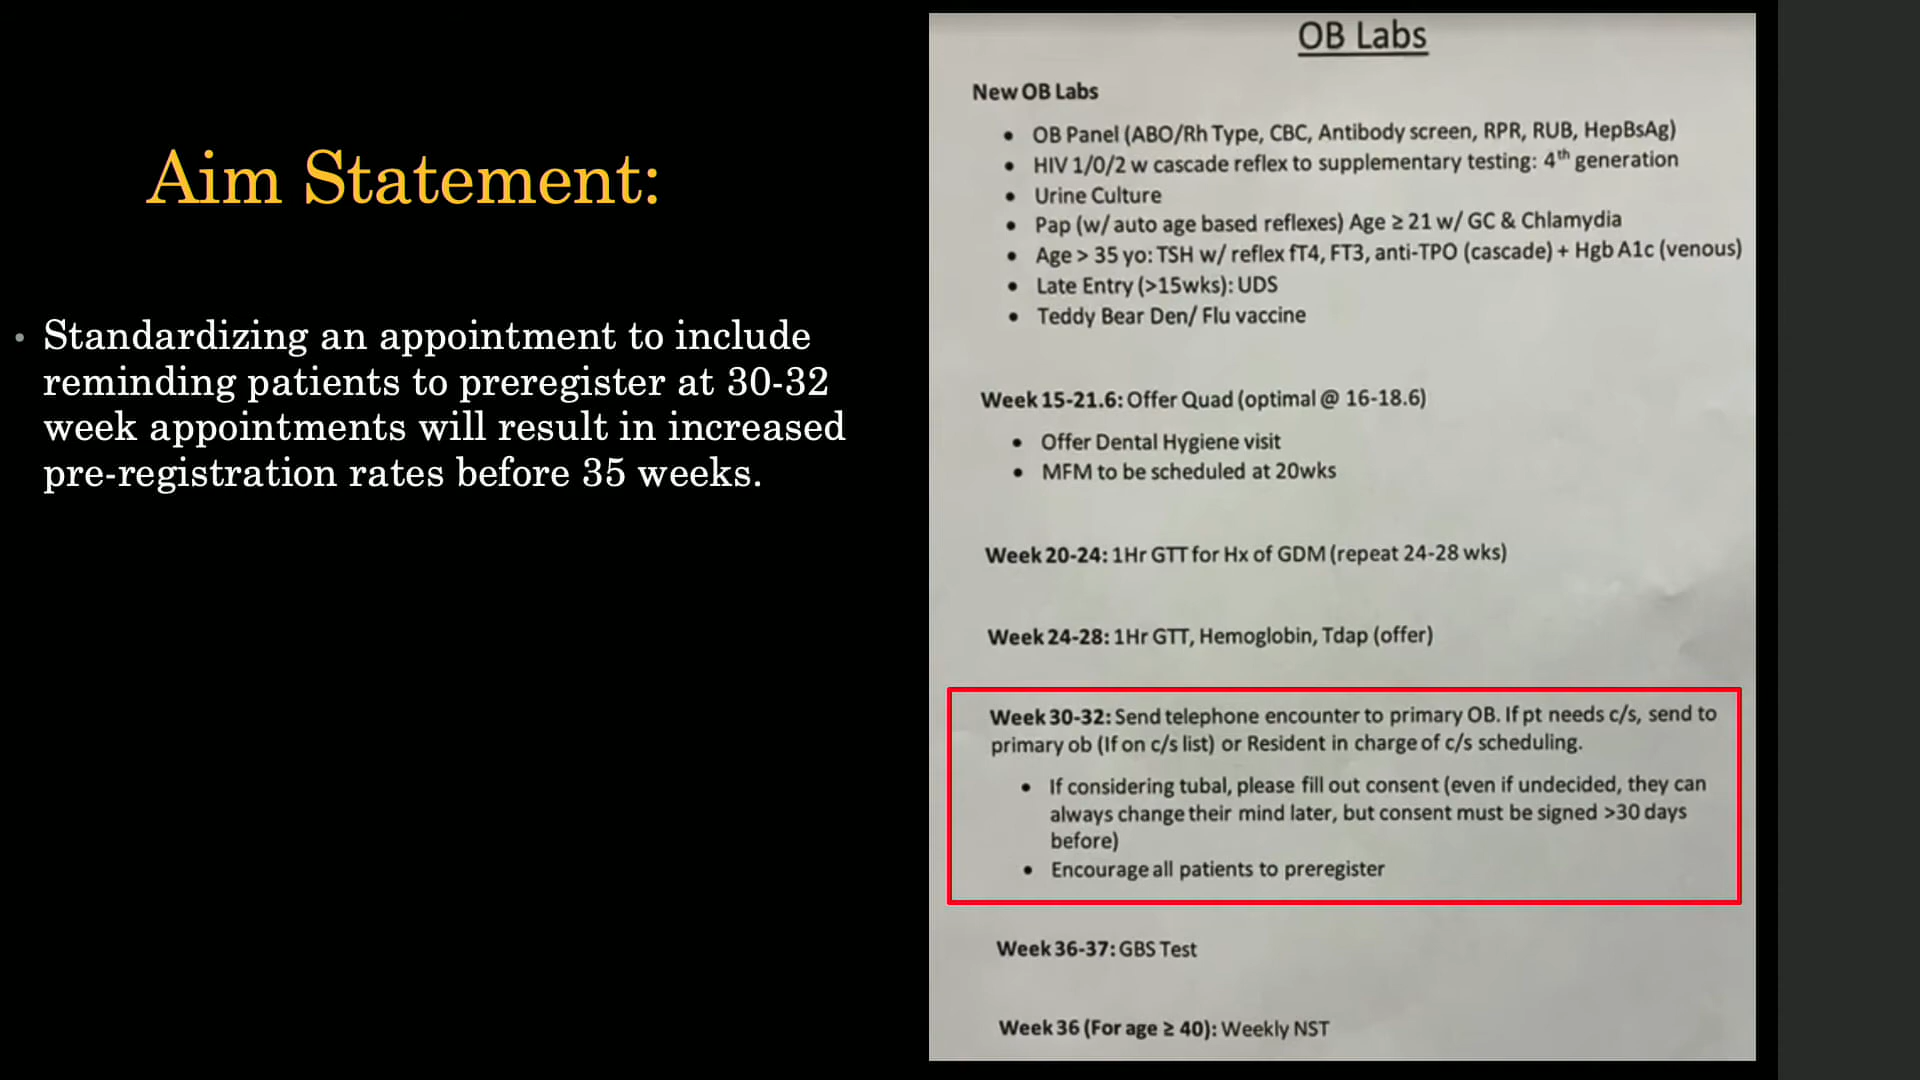 Aim Statement:
• Standardizing an appointment to include
reminding patients to preregister at 30-32
week appointments will result in increased
pre-registration rates before 35 weeks.
OB Labs
New OB Labs
• OB Panel (ABO/Rh Type, CBC, Antibody screen, RPR, RUB, HepBsAg)
• HIV 1/0/2 w cascade reflex to supplementary testing: 4th generation
• Urine Culture
• Pap (w/ auto age based reflexes) Age ≥ 21 w/ GC & Chlamydia
• Age > 35 yo: TSH w/ reflex fT4, FT3, anti-TPO (cascade) + Hgb A1c (venous)
• Late Entry (>15wks): UDS
• Teddy Bear Den/ Flu vaccine
Week 15-21.6: Offer Quad (optimal @ 16-18.6)
• Offer Dental Hygiene visit
• MFM to be scheduled at 20wks
Week 20-24: 1Hr GTT for Hx of GDM (repeat 24-28 wks)
Week 24-28: 1Hr GTT, Hemoglobin, Tdap (offer)
Week 30-32: Send telephone encounter to primary OB. If pt needs c/s, send to
primary ob (If on c/s list) or Resident in charge of c/s scheduling.
• If considering tubal, please fill out consent (even if undecided, they can
always change their mind later, but consent must be signed >30 days
before)
• Encourage all patients to preregister
Week 36-37: GBS Test
Week 36 (For age ≥ 40): Weekly NST